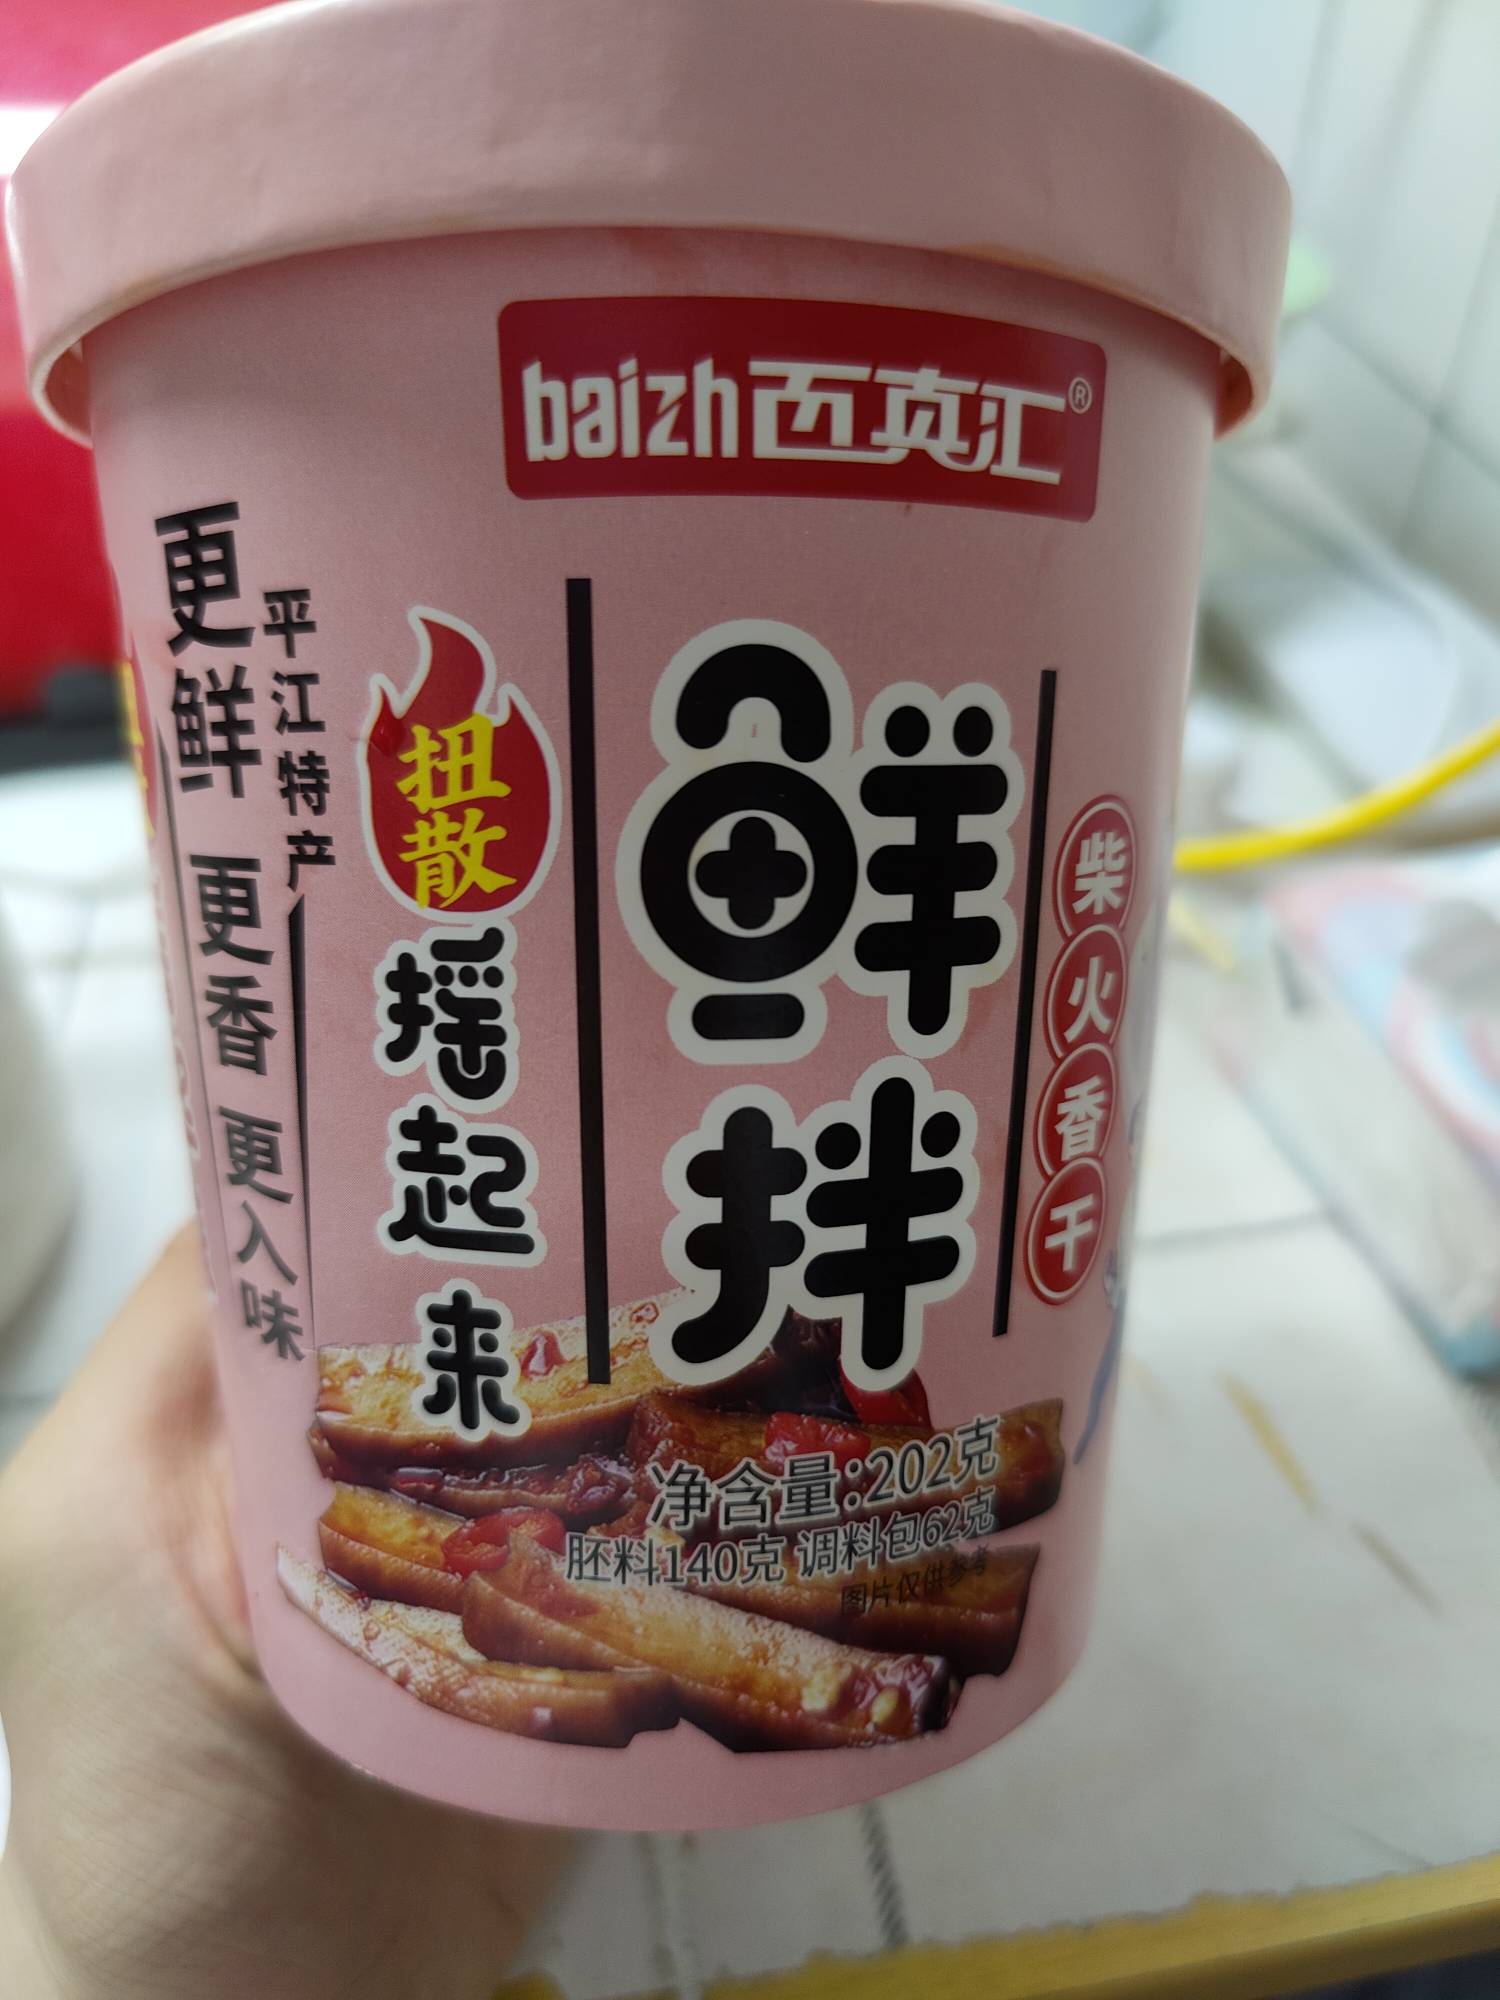 baizh百真汇®
更鲜 更香 更入味
平江特产
扭散
摇起来
鲜拌
柴火香干
净含量:202克
胚料140克 调料包62克
图片仅供参考